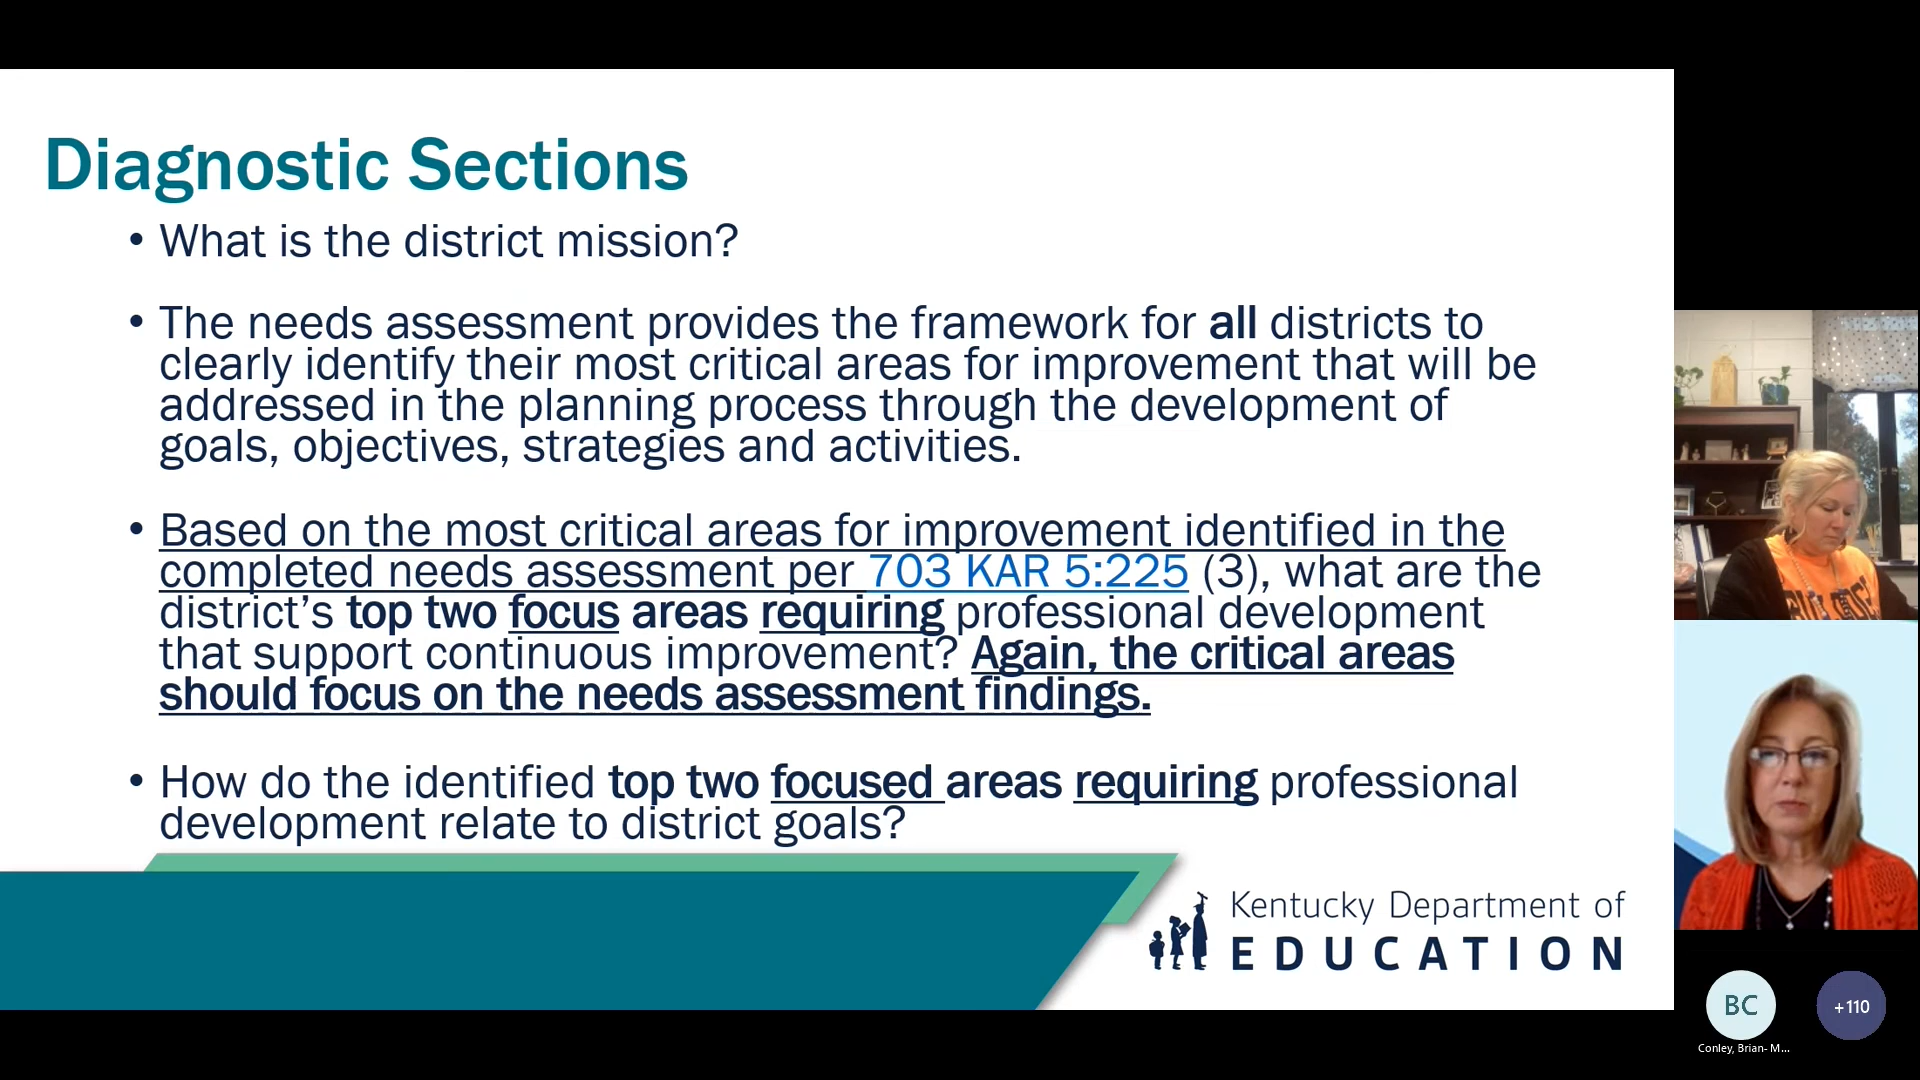 Diagnostic Sections
• What is the district mission?
• The needs assessment provides the framework for all districts to
clearly identify their most critical areas for improvement that will be
addressed in the planning process through the development of
goals, objectives, strategies and activities.
• Based on the most critical areas for improvement identified in the
completed needs assessment per 703 KAR 5:225 (3), what are the
district’s top two focus areas requiring professional development
that support continuous improvement? Again, the critical areas
should focus on the needs assessment findings.
• How do the identified top two focused areas requiring professional
development relate to district goals?
Kentucky Department of
EDUCATION
BC
+110
Conley, Brian- M...